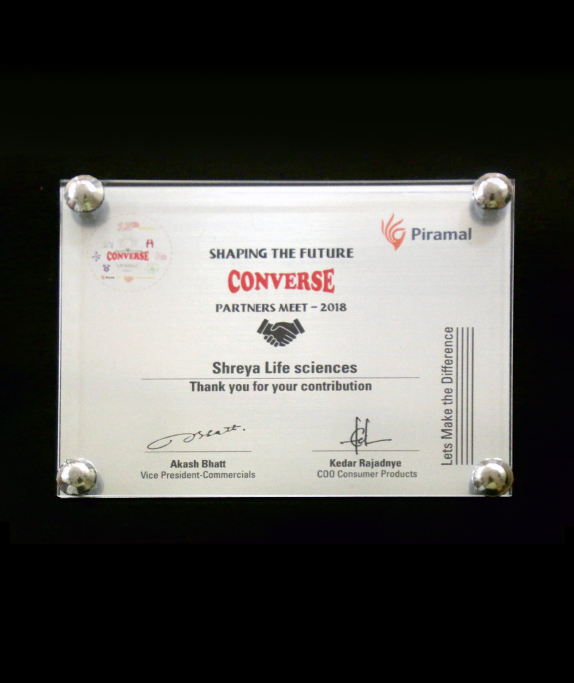 CONVERSE
Piramal
SHAPING THE FUTURE
CONVERSE
PARTNERS MEET – 2018
Shreya Life sciences
Thank you for your contribution
Lets Make the Difference
Akash Bhatt
Vice President-Commercials
Kedar Rajadnye
COO Consumer Products